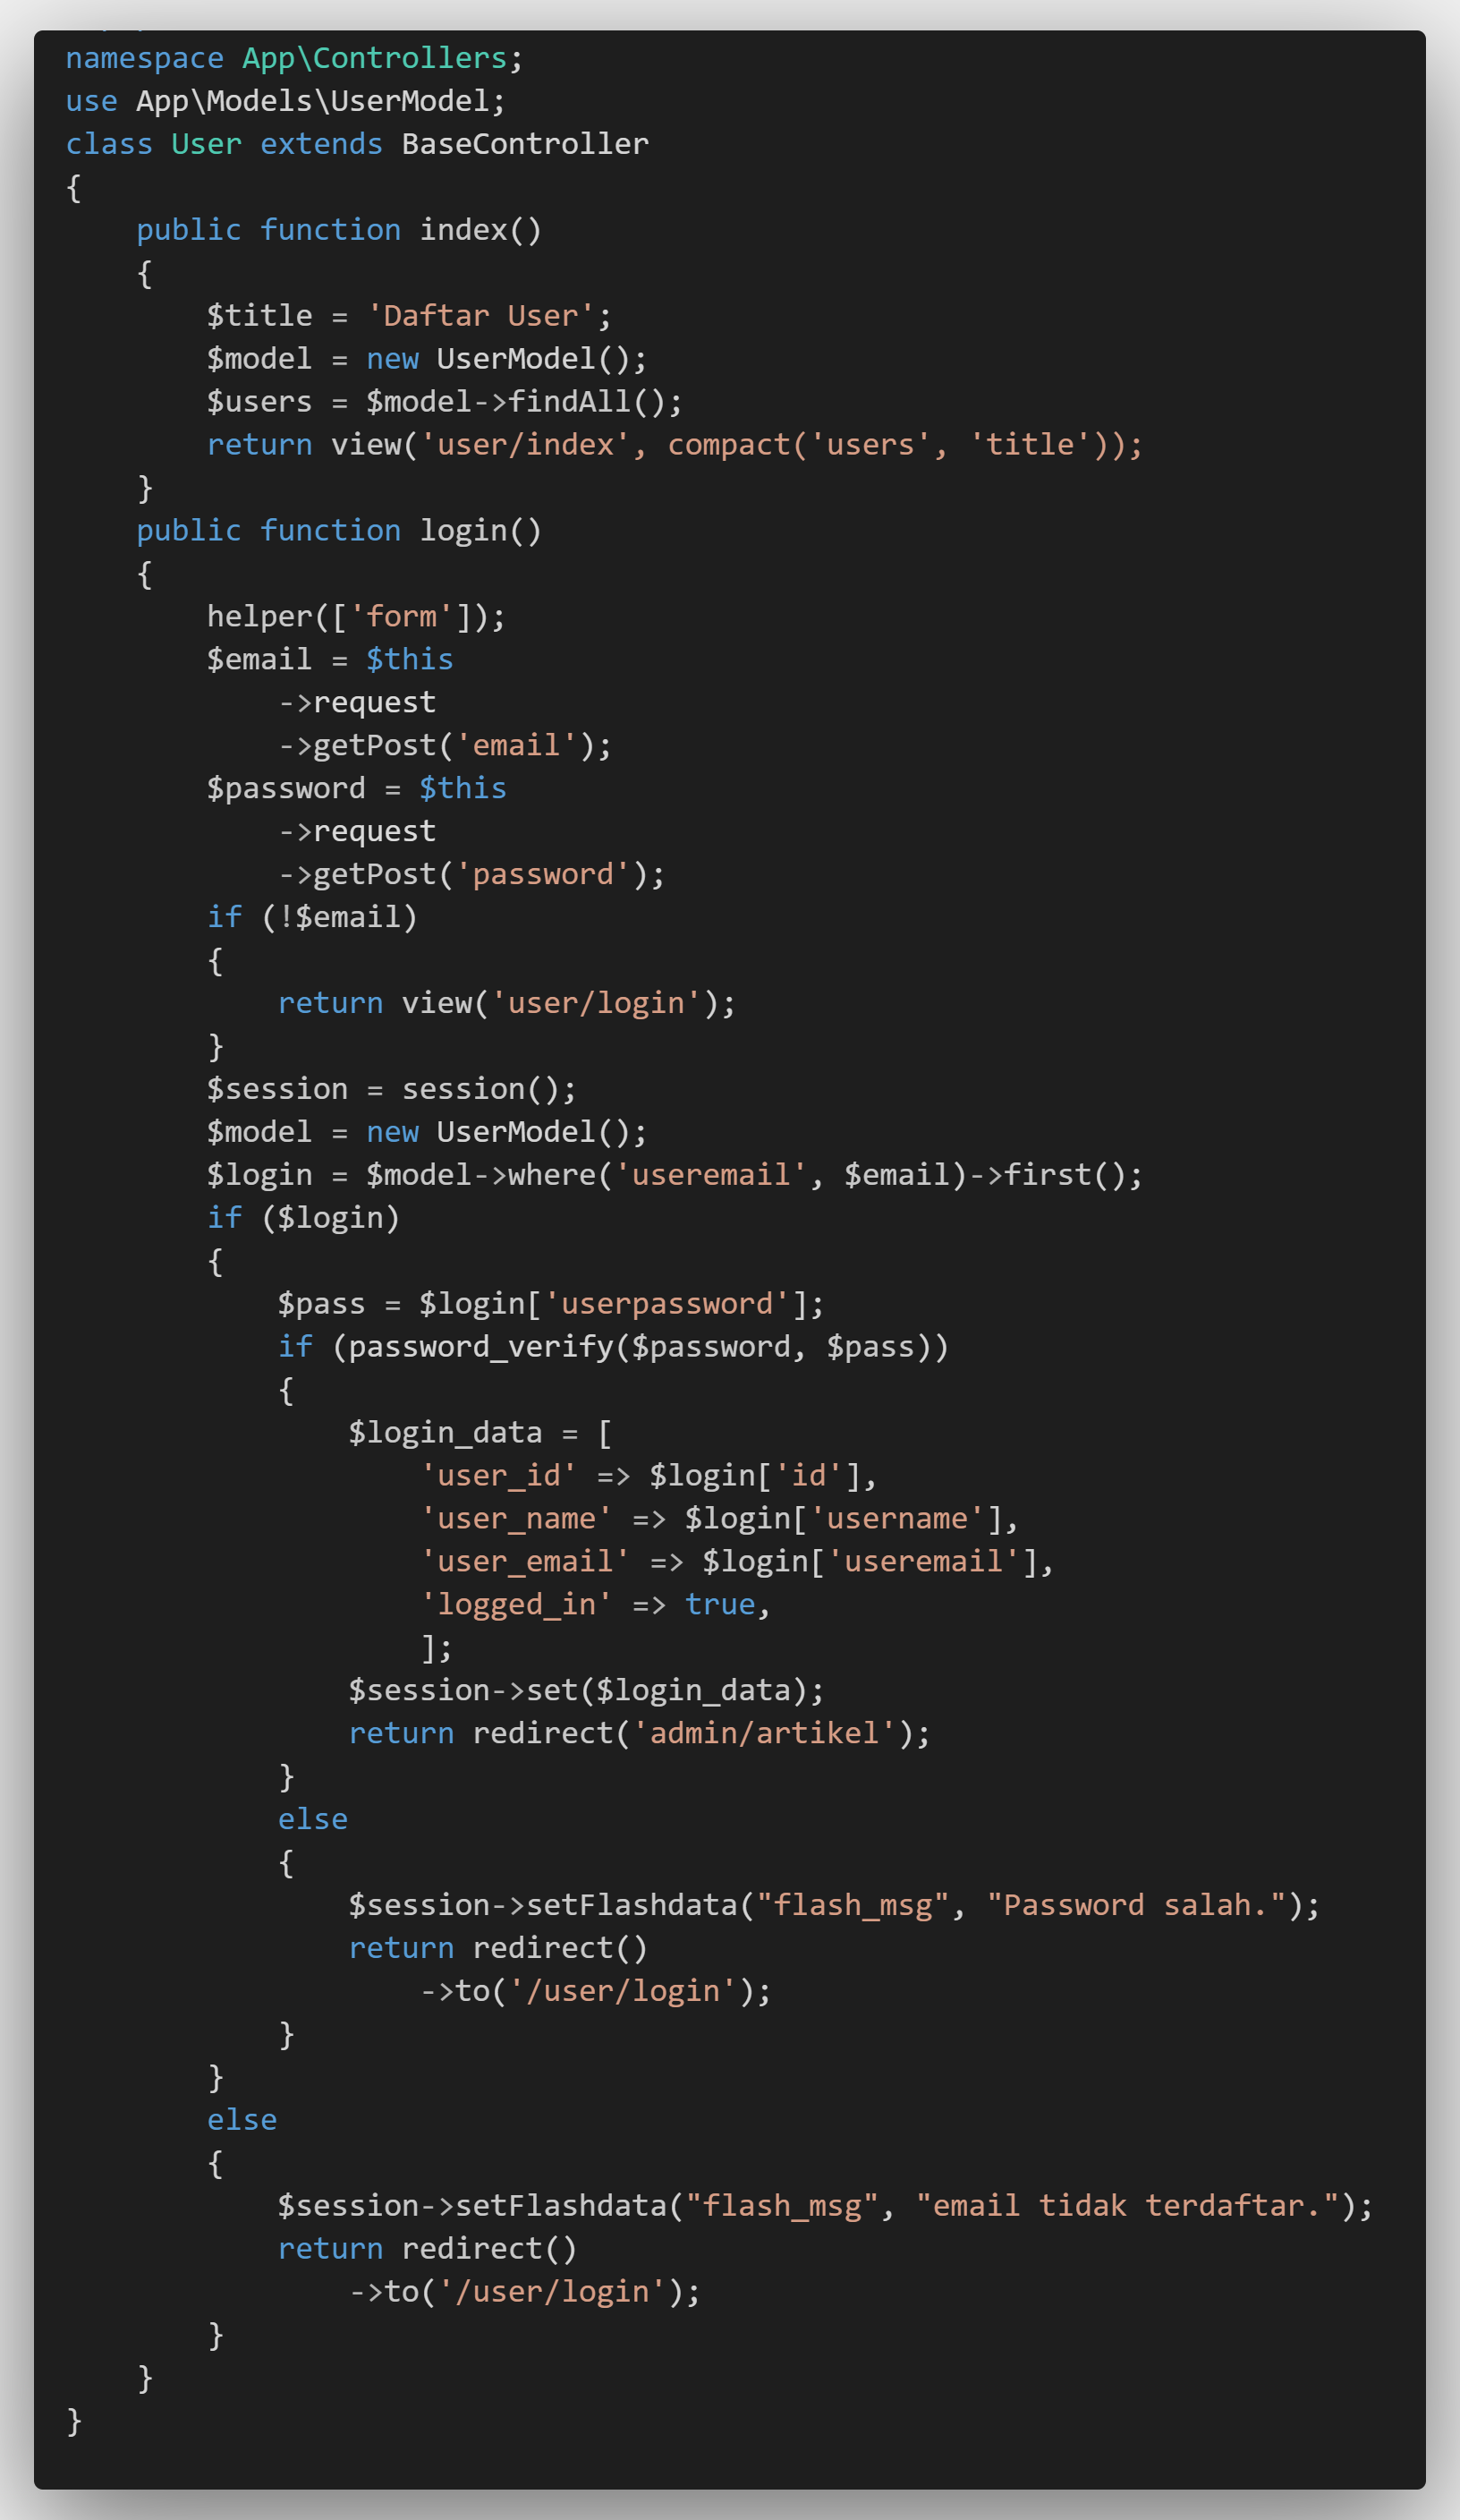 namespace App\Controllers;
use App\Models\UserModel;
class User extends BaseController
{
    public function index()
    {
        $title = 'Daftar User';
        $model = new UserModel();
        $users = $model->findAll();
        return view('user/index', compact('users', 'title'));
    }
    public function login()
    {
        helper(['form']);
        $email = $this
            ->request
            ->getPost('email');
        $password = $this
            ->request
            ->getPost('password');
        if (!$email)
        {
            return view('user/login');
        }
        $session = session();
        $model = new UserModel();
        $login = $model->where('useremail', $email)->first();
        if ($login)
        {
            $pass = $login['userpassword'];
            if (password_verify($password, $pass))
            {
                $login_data = [
                    'user_id' => $login['id'],
                    'user_name' => $login['username'],
                    'user_email' => $login['useremail'],
                    'logged_in' => true,
                    ];
                $session->set($login_data);
                return redirect('admin/artikel');
            }
            else
            {
                $session->setFlashdata("flash_msg", "Password salah.");
                return redirect()
                    ->to('/user/login');
            }
        }
        else
        {
            $session->setFlashdata("flash_msg", "email tidak terdaftar.");
            return redirect()
                ->to('/user/login');
        }
    }
}